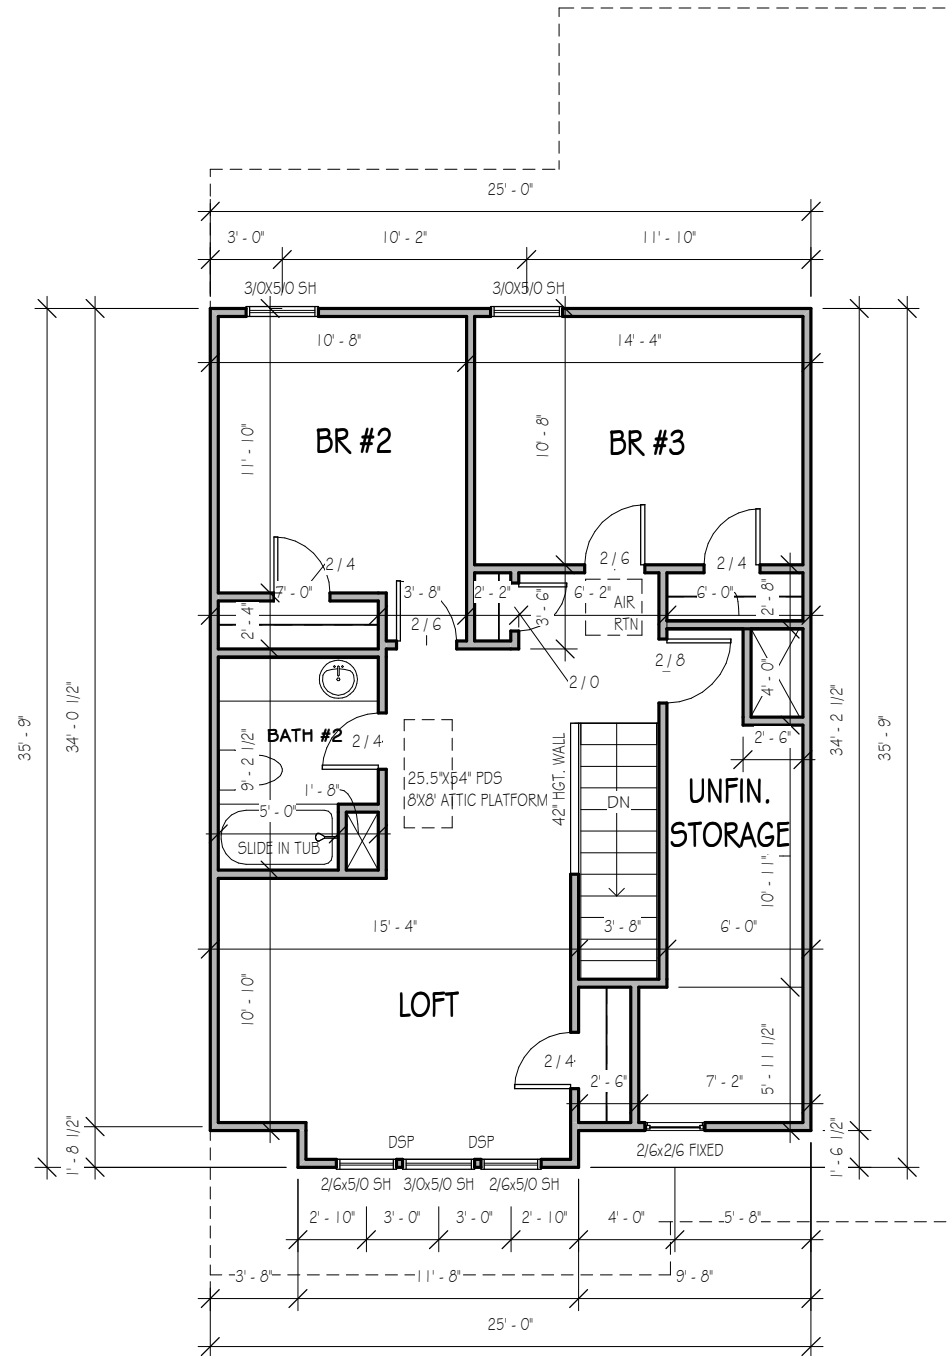 25' - 0"
3' - 0"
10' - 2"
11' - 10"
3/0X5/0 SH
3/0X5/0 SH
10' - 8"
14' - 4"
BR #2
BR #3
11' - 10"
10' - 8"
2 / 4
2 / 6
2 / 4
7' - 0"
3' - 8"
2' - 2"
3' - 6"
6' - 2"
6' - 0"
2' - 8"
AIR
RTN
2' - 4"
2 / 6
2 / 8
2 / 0
4' - 0"
35' - 9"
34' - 0 1/2"
34' - 2 1/2"
35' - 9"
BATH #2
2 / 4
9' - 2 1/2"
2' - 6"
25.5"X54" PDS
8'X8' ATTIC PLATFORM
42" HGT. WALL
DN
UNFIN.
STORAGE
1' - 8"
5' - 0"
SLIDE IN TUB
10' - 11"
15' - 4"
3' - 8"
6' - 0"
LOFT
10' - 10"
2 / 4
2' - 6"
7' - 2"
5' - 11 1/2"
DSP
DSP
2/6x2/6 FIXED
1' - 8 1/2"
1' - 6 1/2"
2/6x5/0 SH
3/0x5/0 SH
2/6x5/0 SH
2' - 10"
3' - 0"
3' - 0"
2' - 10"
4' - 0"
5' - 8"
3' - 8"
11' - 8"
9' - 8"
25' - 0"